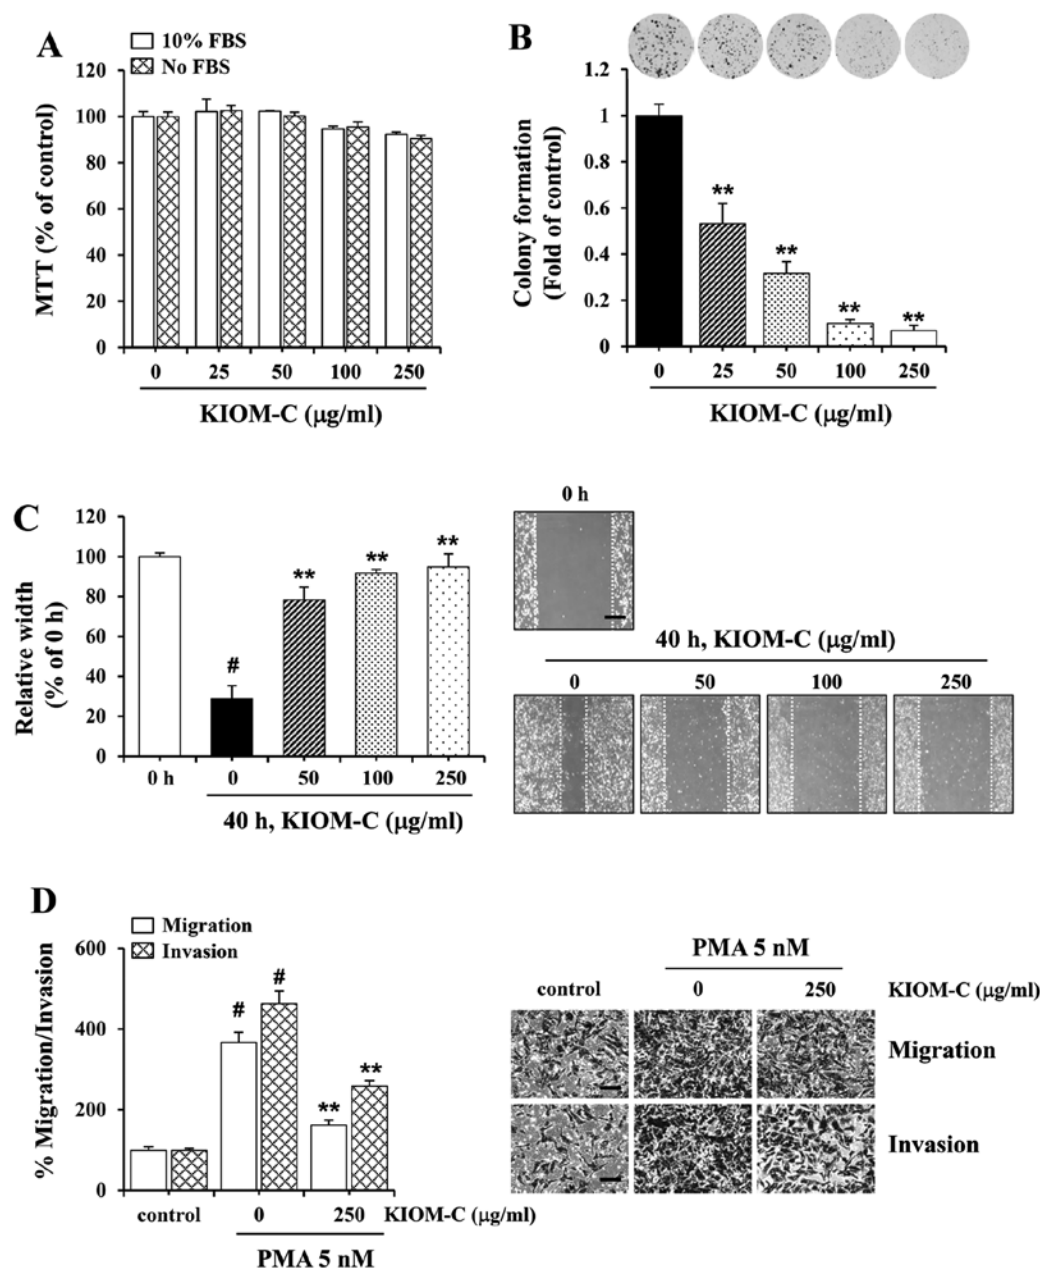 A
10% FBS
No FBS
MTT (% of control)
120
100
80
60
40
20
0
0 25 50 100 250
KIOM-C (μg/ml)
B
Colony formation
(Fold of control)
1.2
1
0.8
0.6
0.4
0.2
0
**
**
**
**
0 25 50 100 250
KIOM-C (μg/ml)
C
Relative width
(% of 0 h)
120
100
80
60
40
20
0
#
**
**
**
0 h 0 50 100 250
40 h, KIOM-C (μg/ml)
0 h
40 h, KIOM-C (μg/ml)
0 50 100 250
D
Migration
Invasion
% Migration/Invasion
600
400
200
0
#
#
**
**
control 0 250 KIOM-C (μg/ml)
PMA 5 nM
PMA 5 nM
control 0 250 KIOM-C (μg/ml)
Migration
Invasion